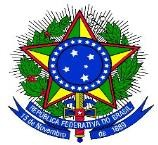 REPÚBLICA FEDERATIVA DO BRASIL
15 de Novembro de 1889